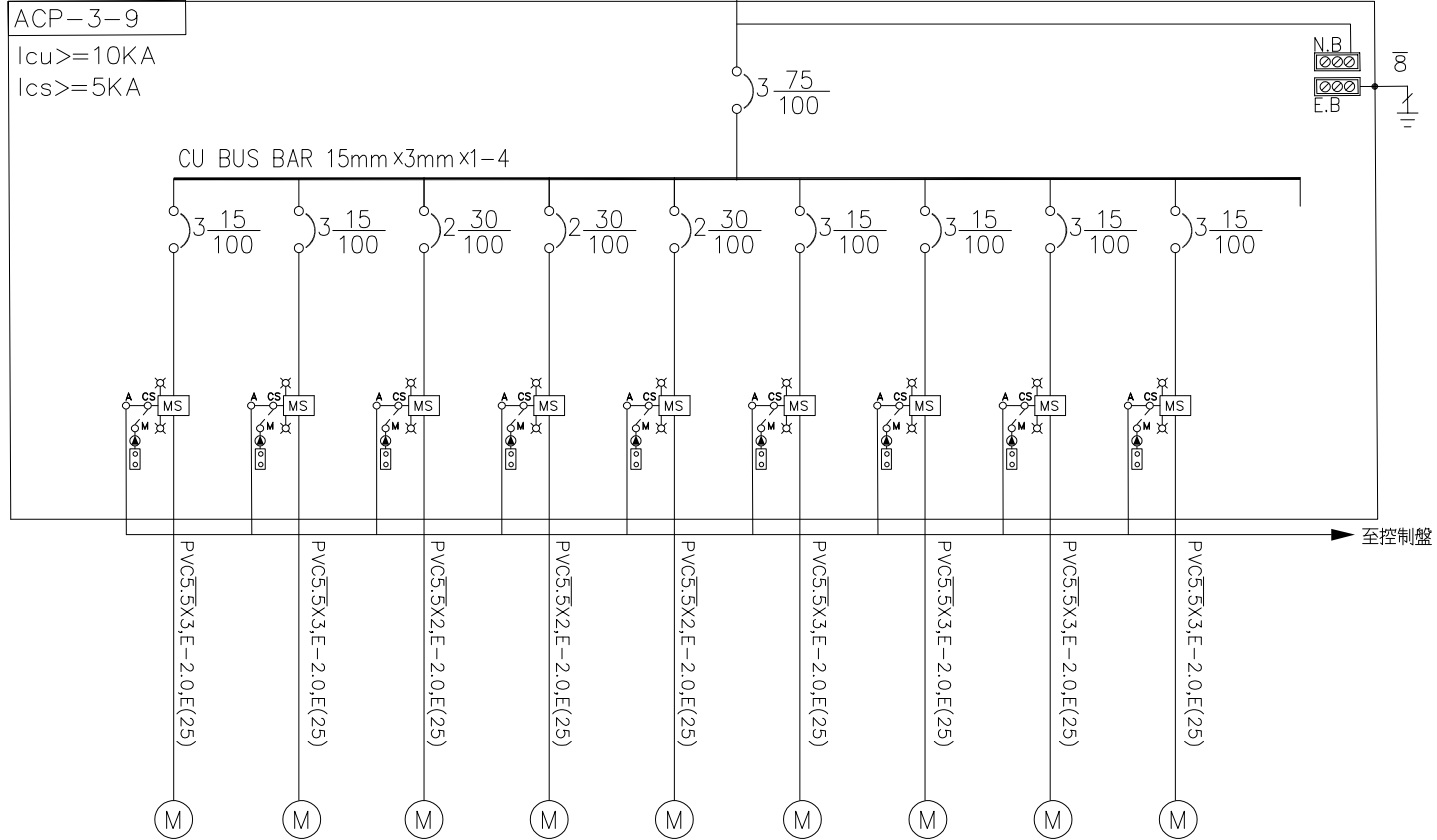 ACP-3-9
Icu>=10KA
Ics>=5KA
3 75/100
N.B
E.B
8
CU BUS BAR 15mm×3mm×1-4
3 15/100
3 15/100
2 30/100
2 30/100
2 30/100
3 15/100
3 15/100
3 15/100
3 15/100
A CS MS M
A CS MS M
A CS MS M
A CS MS M
A CS MS M
A CS MS M
A CS MS M
A CS MS M
A CS MS M
至控制盤
PVC5.5X3,E-2.0,E(25)
PVC5.5X3,E-2.0,E(25)
PVC5.5X2,E-2.0,E(25)
PVC5.5X2,E-2.0,E(25)
PVC5.5X2,E-2.0,E(25)
PVC5.5X3,E-2.0,E(25)
PVC5.5X3,E-2.0,E(25)
PVC5.5X3,E-2.0,E(25)
PVC5.5X3,E-2.0,E(25)
M
M
M
M
M
M
M
M
M